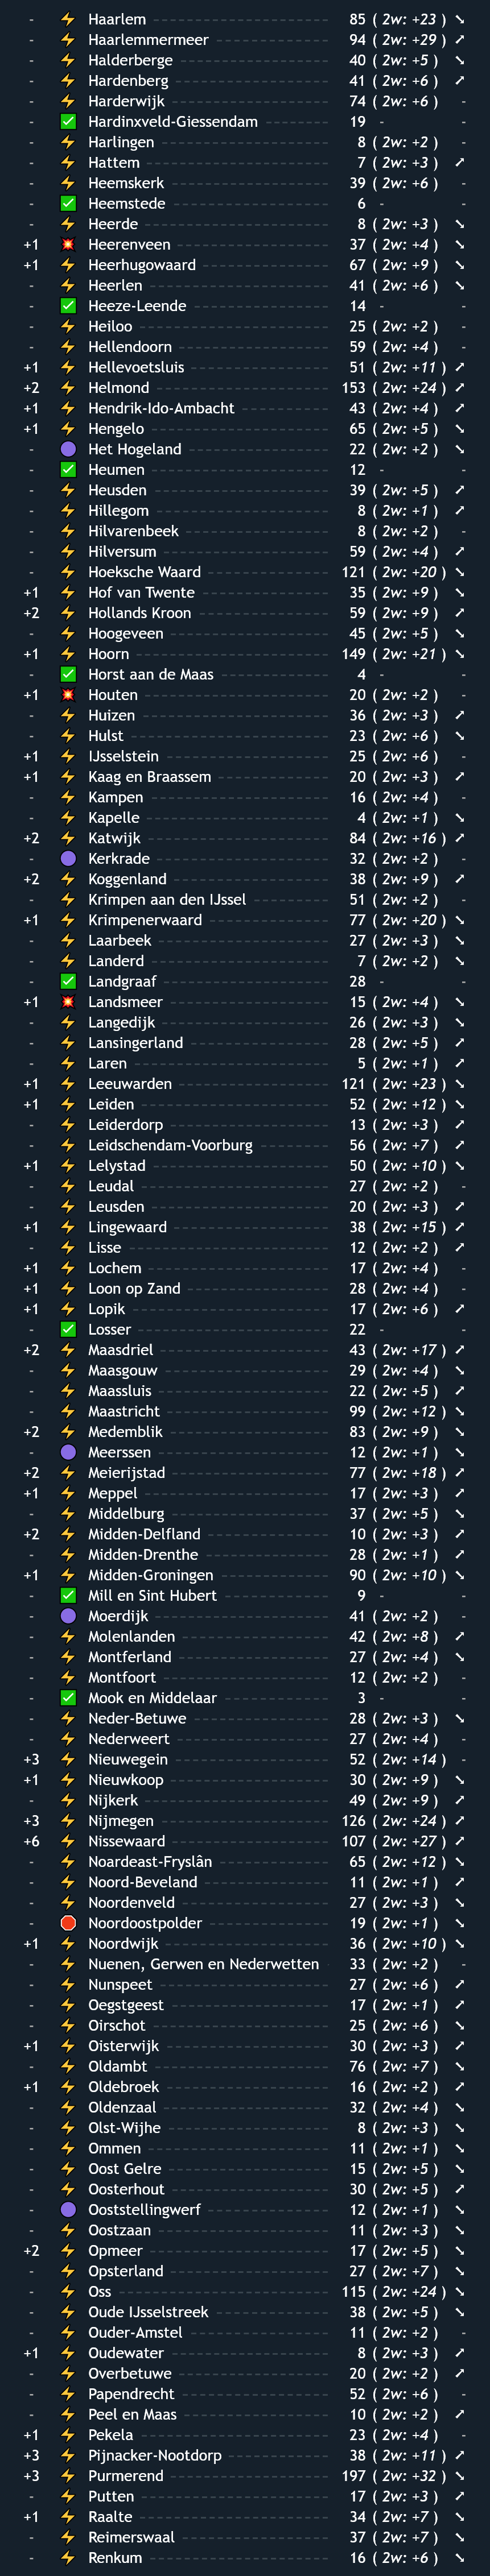 - ⚡ Haarlem 85 ( 2w: +23 ) ↘
- ⚡ Haarlemmermeer 94 ( 2w: +29 ) ↗
- ⚡ Halderberge 40 ( 2w: +5 ) ↘
- ⚡ Hardenberg 41 ( 2w: +6 ) ↗
- ⚡ Harderwijk 74 ( 2w: +6 ) -
- ✅ Hardinxveld-Giessendam 19 - -
- ⚡ Harlingen 8 ( 2w: +2 ) -
- ⚡ Hattem 7 ( 2w: +3 ) ↗
- ⚡ Heemskerk 39 ( 2w: +6 ) -
- ✅ Heemstede 6 - -
- ⚡ Heerde 8 ( 2w: +3 ) ↘
+1 💥 Heerenveen 37 ( 2w: +4 ) ↘
+1 ⚡ Heerhugowaard 67 ( 2w: +9 ) ↘
- ⚡ Heerlen 41 ( 2w: +6 ) ↘
- ✅ Heeze-Leende 14 - -
- ⚡ Heiloo 25 ( 2w: +2 ) -
- ⚡ Hellendoorn 59 ( 2w: +4 ) -
+1 ⚡ Hellevoetsluis 51 ( 2w: +11 ) ↗
+2 ⚡ Helmond 153 ( 2w: +24 ) ↗
+1 ⚡ Hendrik-Ido-Ambacht 43 ( 2w: +4 ) ↗
+1 ⚡ Hengelo 65 ( 2w: +5 ) ↘
- 🟣 Het Hogeland 22 ( 2w: +2 ) ↘
- ✅ Heumen 12 - -
- ⚡ Heusden 39 ( 2w: +5 ) ↗
- ⚡ Hillegom 8 ( 2w: +1 ) ↗
- ⚡ Hilvarenbeek 8 ( 2w: +2 ) -
- ⚡ Hilversum 59 ( 2w: +4 ) ↗
- ⚡ Hoeksche Waard 121 ( 2w: +20 ) ↘
+1 ⚡ Hof van Twente 35 ( 2w: +9 ) ↘
+2 ⚡ Hollands Kroon 59 ( 2w: +9 ) ↗
- ⚡ Hoogeveen 45 ( 2w: +5 ) ↘
+1 ⚡ Hoorn 149 ( 2w: +21 ) ↘
- ✅ Horst aan de Maas 4 - -
+1 💥 Houten 20 ( 2w: +2 ) -
- ⚡ Huizen 36 ( 2w: +3 ) ↗
- ⚡ Hulst 23 ( 2w: +6 ) ↘
+1 ⚡ IJsselstein 25 ( 2w: +6 ) -
+1 ⚡ Kaag en Braassem 20 ( 2w: +3 ) ↗
- ⚡ Kampen 16 ( 2w: +4 ) -
- ⚡ Kapelle 4 ( 2w: +1 ) ↘
+2 ⚡ Katwijk 84 ( 2w: +16 ) ↗
- 🟣 Kerkrade 32 ( 2w: +2 ) -
+2 ⚡ Koggenland 38 ( 2w: +9 ) ↗
- ⚡ Krimpen aan den IJssel 51 ( 2w: +2 ) -
+1 ⚡ Krimpenerwaard 77 ( 2w: +20 ) ↘
- ⚡ Laarbeek 27 ( 2w: +3 ) ↘
- ⚡ Landerd 7 ( 2w: +2 ) ↘
- ✅ Landgraaf 28 - -
+1 💥 Landsmeer 15 ( 2w: +4 ) ↘
- ⚡ Langedijk 26 ( 2w: +3 ) ↘
- ⚡ Lansingerland 28 ( 2w: +5 ) ↗
- ⚡ Laren 5 ( 2w: +1 ) ↗
+1 ⚡ Leeuwarden 121 ( 2w: +23 ) ↘
+1 ⚡ Leiden 52 ( 2w: +12 ) ↗
- ⚡ Leiderdorp 13 ( 2w: +3 ) ↗
- ⚡ Leidschendam-Voorburg 56 ( 2w: +7 ) ↗
+1 ⚡ Lelystad 50 ( 2w: +10 ) ↘
- ⚡ Leudal 27 ( 2w: +2 ) -
- ⚡ Leusden 20 ( 2w: +3 ) ↗
+1 ⚡ Lingewaard 38 ( 2w: +15 ) ↗
- ⚡ Lisse 12 ( 2w: +2 ) ↗
+1 ⚡ Lochem 17 ( 2w: +4 ) -
+1 ⚡ Loon op Zand 28 ( 2w: +4 ) -
+1 ⚡ Lopik 17 ( 2w: +6 ) ↗
- ✅ Losser 22 - -
+2 ⚡ Maasdriel 43 ( 2w: +17 ) ↗
- ⚡ Maasgouw 29 ( 2w: +4 ) ↘
- ⚡ Maassluis 22 ( 2w: +5 ) ↗
- ⚡ Maastricht 99 ( 2w: +12 ) ↘
+2 ⚡ Medemblik 83 ( 2w: +9 ) ↘
- 🟣 Meerssen 12 ( 2w: +1 ) ↘
+2 ⚡ Meierijstad 77 ( 2w: +18 ) ↗
+1 ⚡ Meppel 17 ( 2w: +3 ) ↗
- ⚡ Middelburg 37 ( 2w: +5 ) ↘
+2 ⚡ Midden-Delfland 10 ( 2w: +3 ) ↗
- ⚡ Midden-Drenthe 28 ( 2w: +1 ) ↗
+1 ⚡ Midden-Groningen 90 ( 2w: +10 ) ↘
- ✅ Mill en Sint Hubert 9 - -
- 🟣 Moerdijk 41 ( 2w: +2 ) -
- ⚡ Molenlanden 42 ( 2w: +8 ) ↗
- ⚡ Montferland 27 ( 2w: +4 ) ↘
- ⚡ Montfoort 12 ( 2w: +2 ) -
- ✅ Mook en Middelaar 3 - -
- ⚡ Neder-Betuwe 28 ( 2w: +3 ) ↘
- ⚡ Nederweert 27 ( 2w: +4 ) -
+3 ⚡ Nieuwegein 52 ( 2w: +14 ) -
+1 ⚡ Nieuwkoop 30 ( 2w: +9 ) ↘
- ⚡ Nijkerk 49 ( 2w: +9 ) ↗
+3 ⚡ Nijmegen 126 ( 2w: +24 ) ↗
+6 ⚡ Nissewaard 107 ( 2w: +27 ) ↗
- ⚡ Noardeast-Fryslân 65 ( 2w: +12 ) ↘
- ⚡ Noord-Beveland 11 ( 2w: +1 ) ↗
- ⚡ Noordenveld 27 ( 2w: +3 ) ↘
- 🛑 Noordoostpolder 19 ( 2w: +1 ) ↘
+1 ⚡ Noordwijk 36 ( 2w: +10 ) ↘
- ⚡ Nuenen, Gerwen en Nederwetten 33 ( 2w: +2 ) -
- ⚡ Nunspeet 27 ( 2w: +6 ) ↗
- ⚡ Oegstgeest 17 ( 2w: +1 ) ↗
- ⚡ Oirschot 25 ( 2w: +6 ) ↘
+1 ⚡ Oisterwijk 30 ( 2w: +3 ) ↗
- ⚡ Oldambt 76 ( 2w: +7 ) ↘
+1 ⚡ Oldebroek 16 ( 2w: +2 ) ↗
- ⚡ Oldenzaal 32 ( 2w: +4 ) ↘
- ⚡ Olst-Wijhe 8 ( 2w: +3 ) ↘
- ⚡ Ommen 11 ( 2w: +1 ) ↘
- ⚡ Oost Gelre 15 ( 2w: +5 ) ↘
- ⚡ Oosterhout 30 ( 2w: +5 ) ↗
- 🟣 Ooststellingwerf 12 ( 2w: +1 ) ↘
- ⚡ Oostzaan 11 ( 2w: +3 ) ↘
+2 ⚡ Opmeer 17 ( 2w: +5 ) ↘
- ⚡ Opsterland 27 ( 2w: +7 ) ↘
- ⚡ Oss 115 ( 2w: +24 ) ↘
- ⚡ Oude IJsselstreek 38 ( 2w: +5 ) ↘
- ⚡ Ouder-Amstel 11 ( 2w: +2 ) -
+1 ⚡ Oudewater 8 ( 2w: +3 ) ↗
- ⚡ Overbetuwe 20 ( 2w: +2 ) ↗
- ⚡ Papendrecht 52 ( 2w: +6 ) -
- ⚡ Peel en Maas 10 ( 2w: +2 ) ↗
+1 ⚡ Pekela 23 ( 2w: +4 ) -
+3 ⚡ Pijnacker-Nootdorp 38 ( 2w: +11 ) ↗
+3 ⚡ Purmerend 197 ( 2w: +32 ) ↘
- ⚡ Putten 17 ( 2w: +3 ) ↗
+1 ⚡ Raalte 34 ( 2w: +7 ) ↘
- ⚡ Reimerswaal 37 ( 2w: +7 ) ↘
- ⚡ Renkum 16 ( 2w: +6 ) ↘